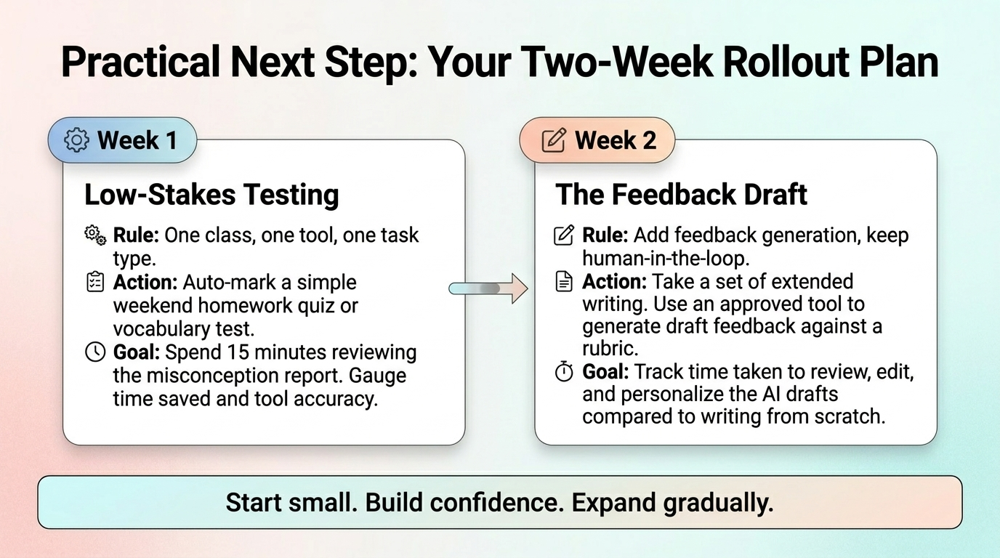 Practical Next Step: Your Two-Week Rollout Plan
Week 1
Low-Stakes Testing
Rule: One class, one tool, one task
type.
Action: Auto-mark a simple
weekend homework quiz or
vocabulary test.
Goal: Spend 15 minutes reviewing
the misconception report. Gauge
time saved and tool accuracy.
Week 2
The Feedback Draft
Rule: Add feedback generation, keep
human-in-the-loop.
Action: Take a set of extended
writing. Use an approved tool to
generate draft feedback against a
rubric.
Goal: Track time taken to review, edit,
and personalize the AI drafts
compared to writing from scratch.
Start small. Build confidence. Expand gradually.